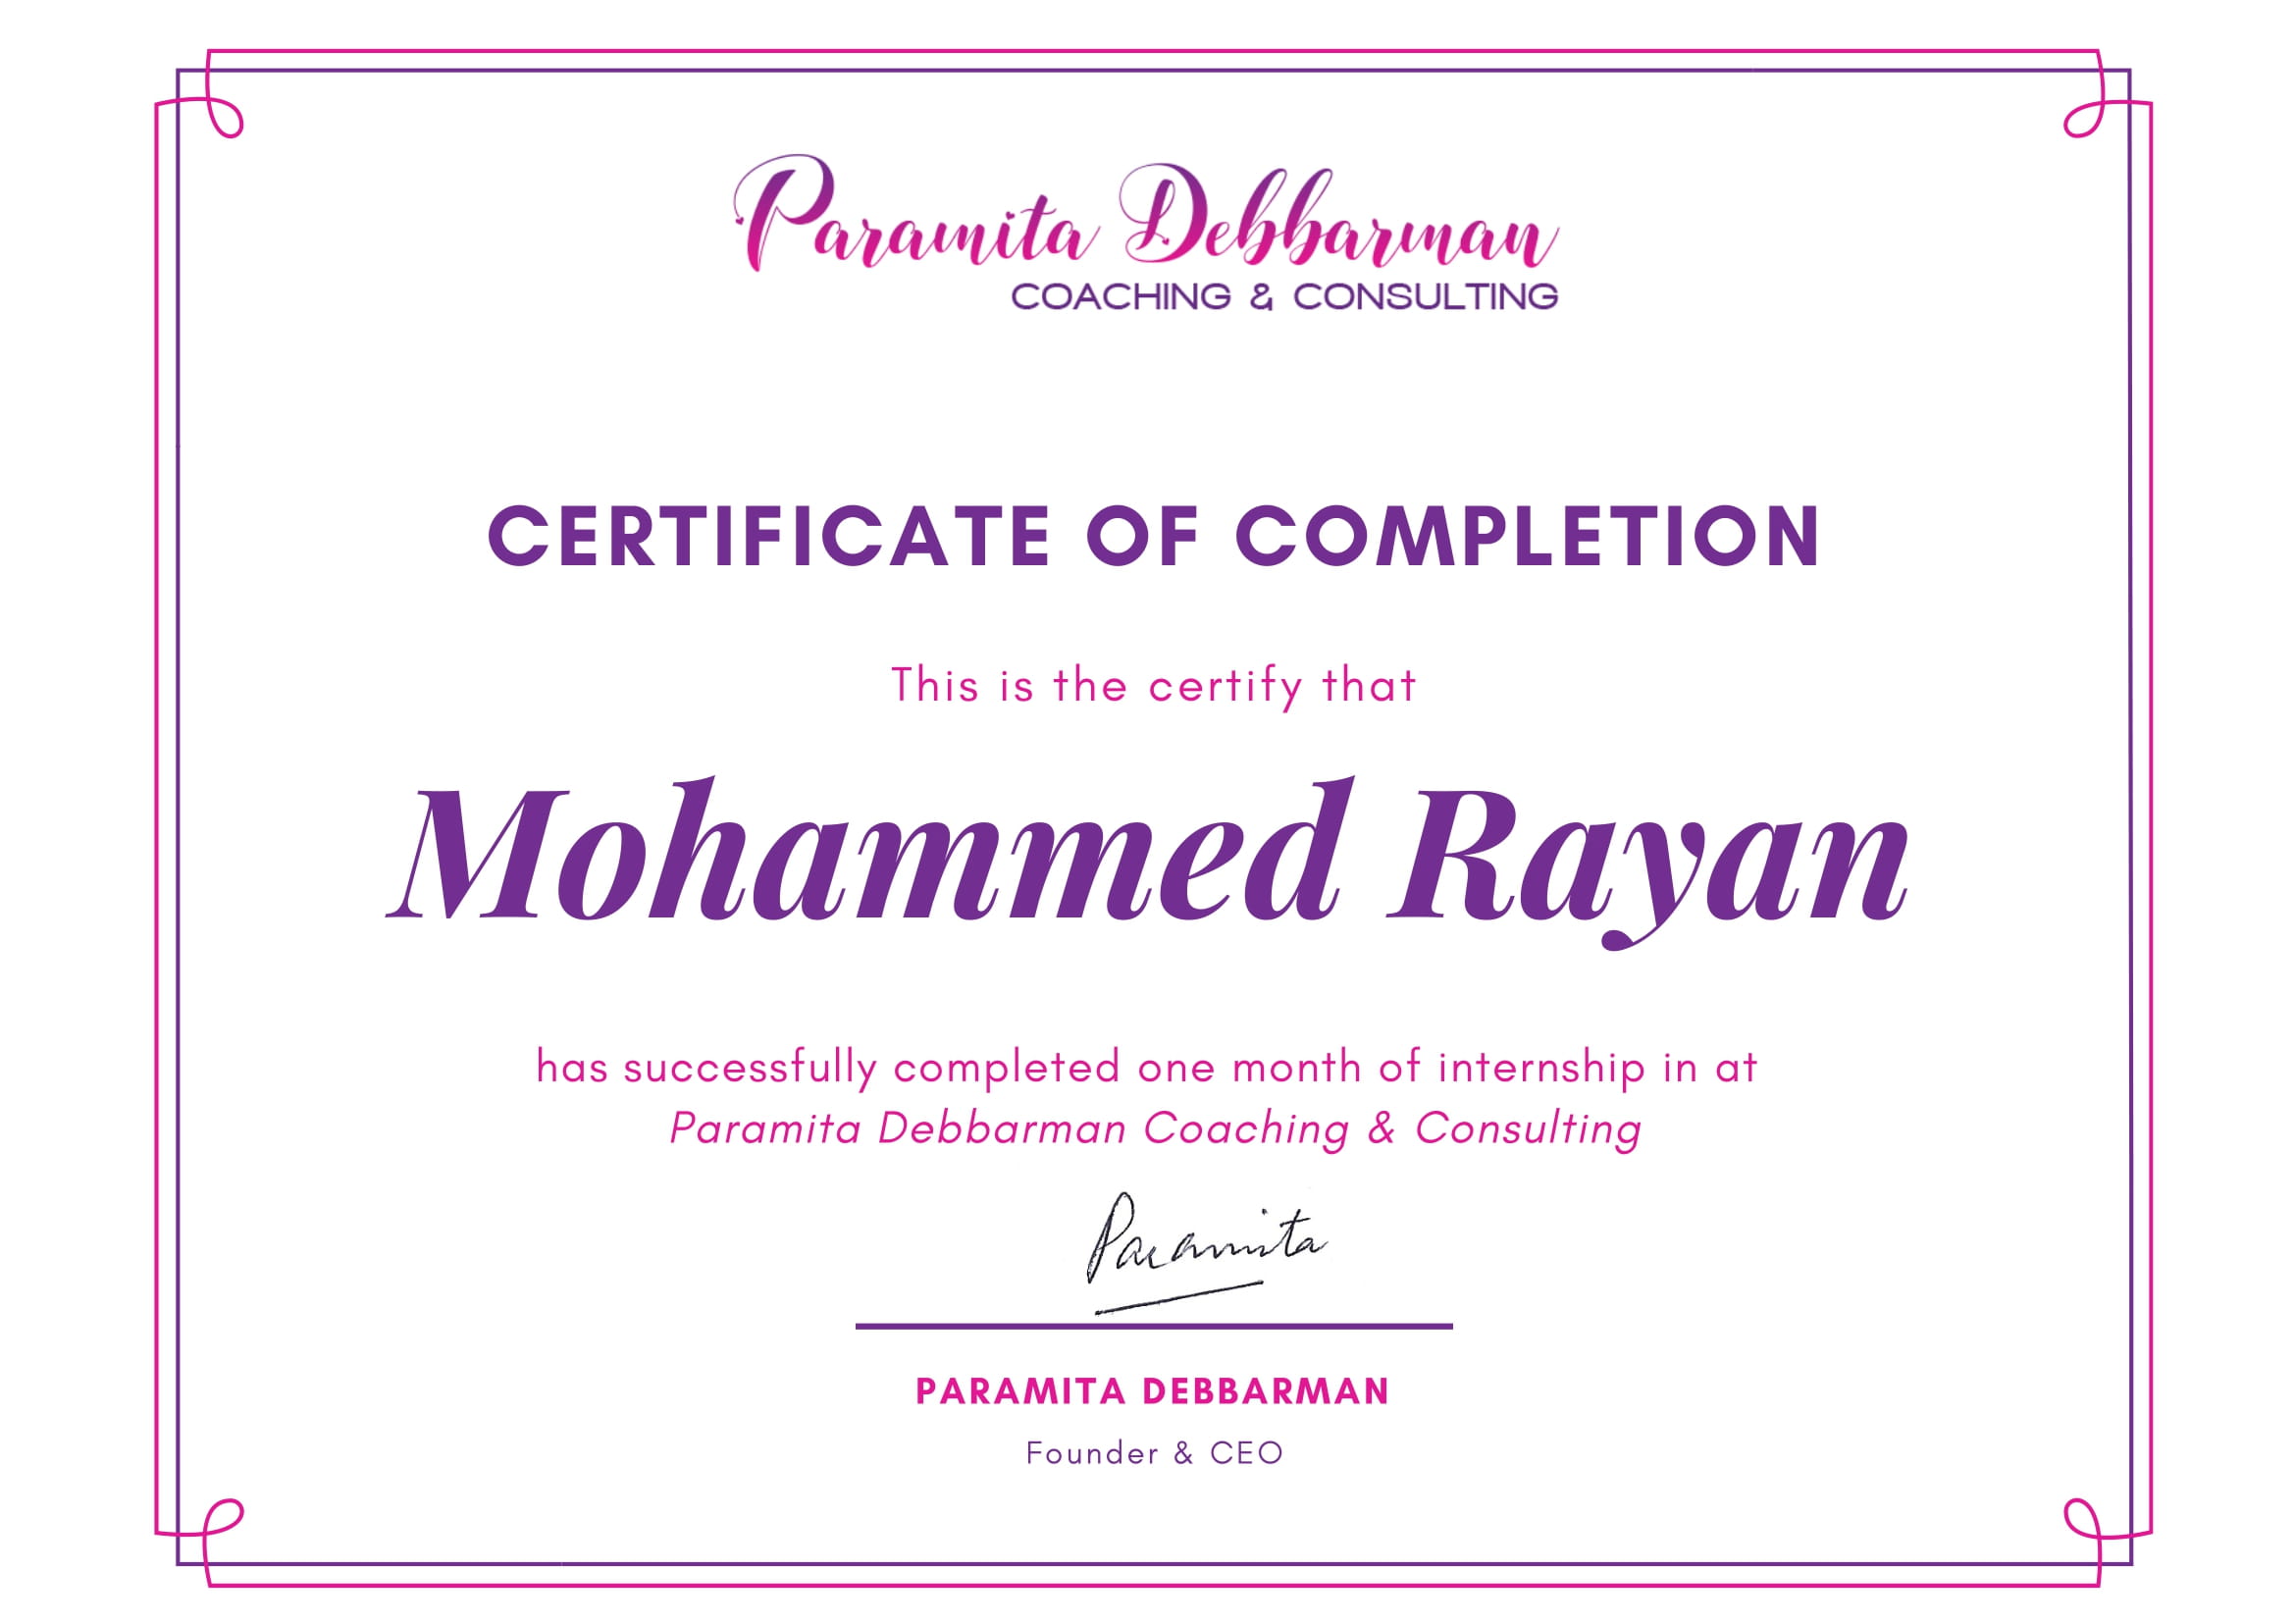 Paramita Debbarman
COACHING & CONSULTING
CERTIFICATE OF COMPLETION
This is the certify that
Mohammed Rayan
has successfully completed one month of internship in at
Paramita Debbarman Coaching & Consulting
Paramita
PARAMITA DEBBARMAN
Founder & CEO